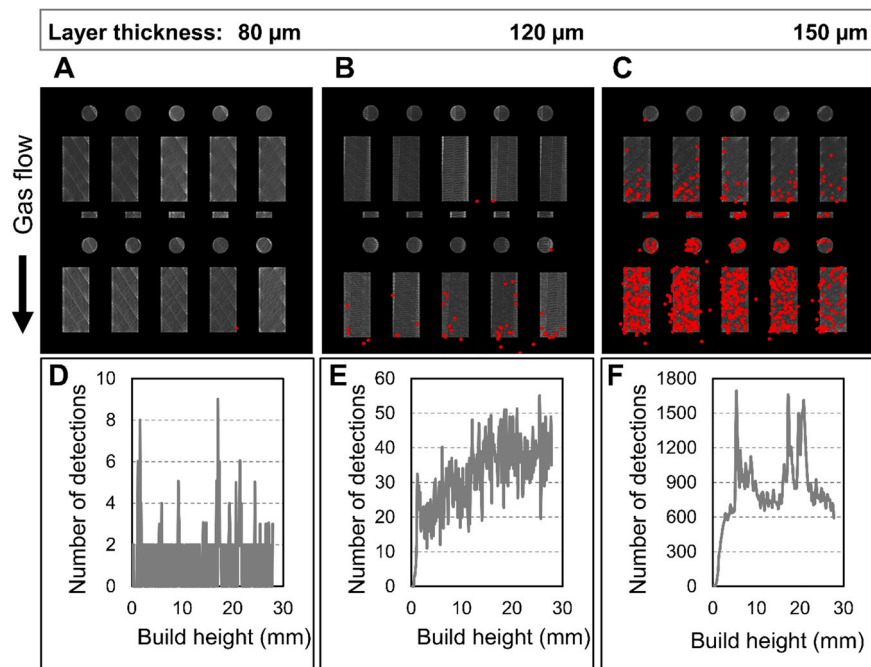 Layer thickness: 80 µm 120 µm 150 µm
A B C
Gas flow
D E F
Number of detections
10
8
6
4
2
0
0 10 20 30
Build height (mm)
Number of detections
60
50
40
30
20
10
0
0 10 20 30
Build height (mm)
Number of detections
1800
1500
1200
900
600
300
0
0 10 20 30
Build height (mm)